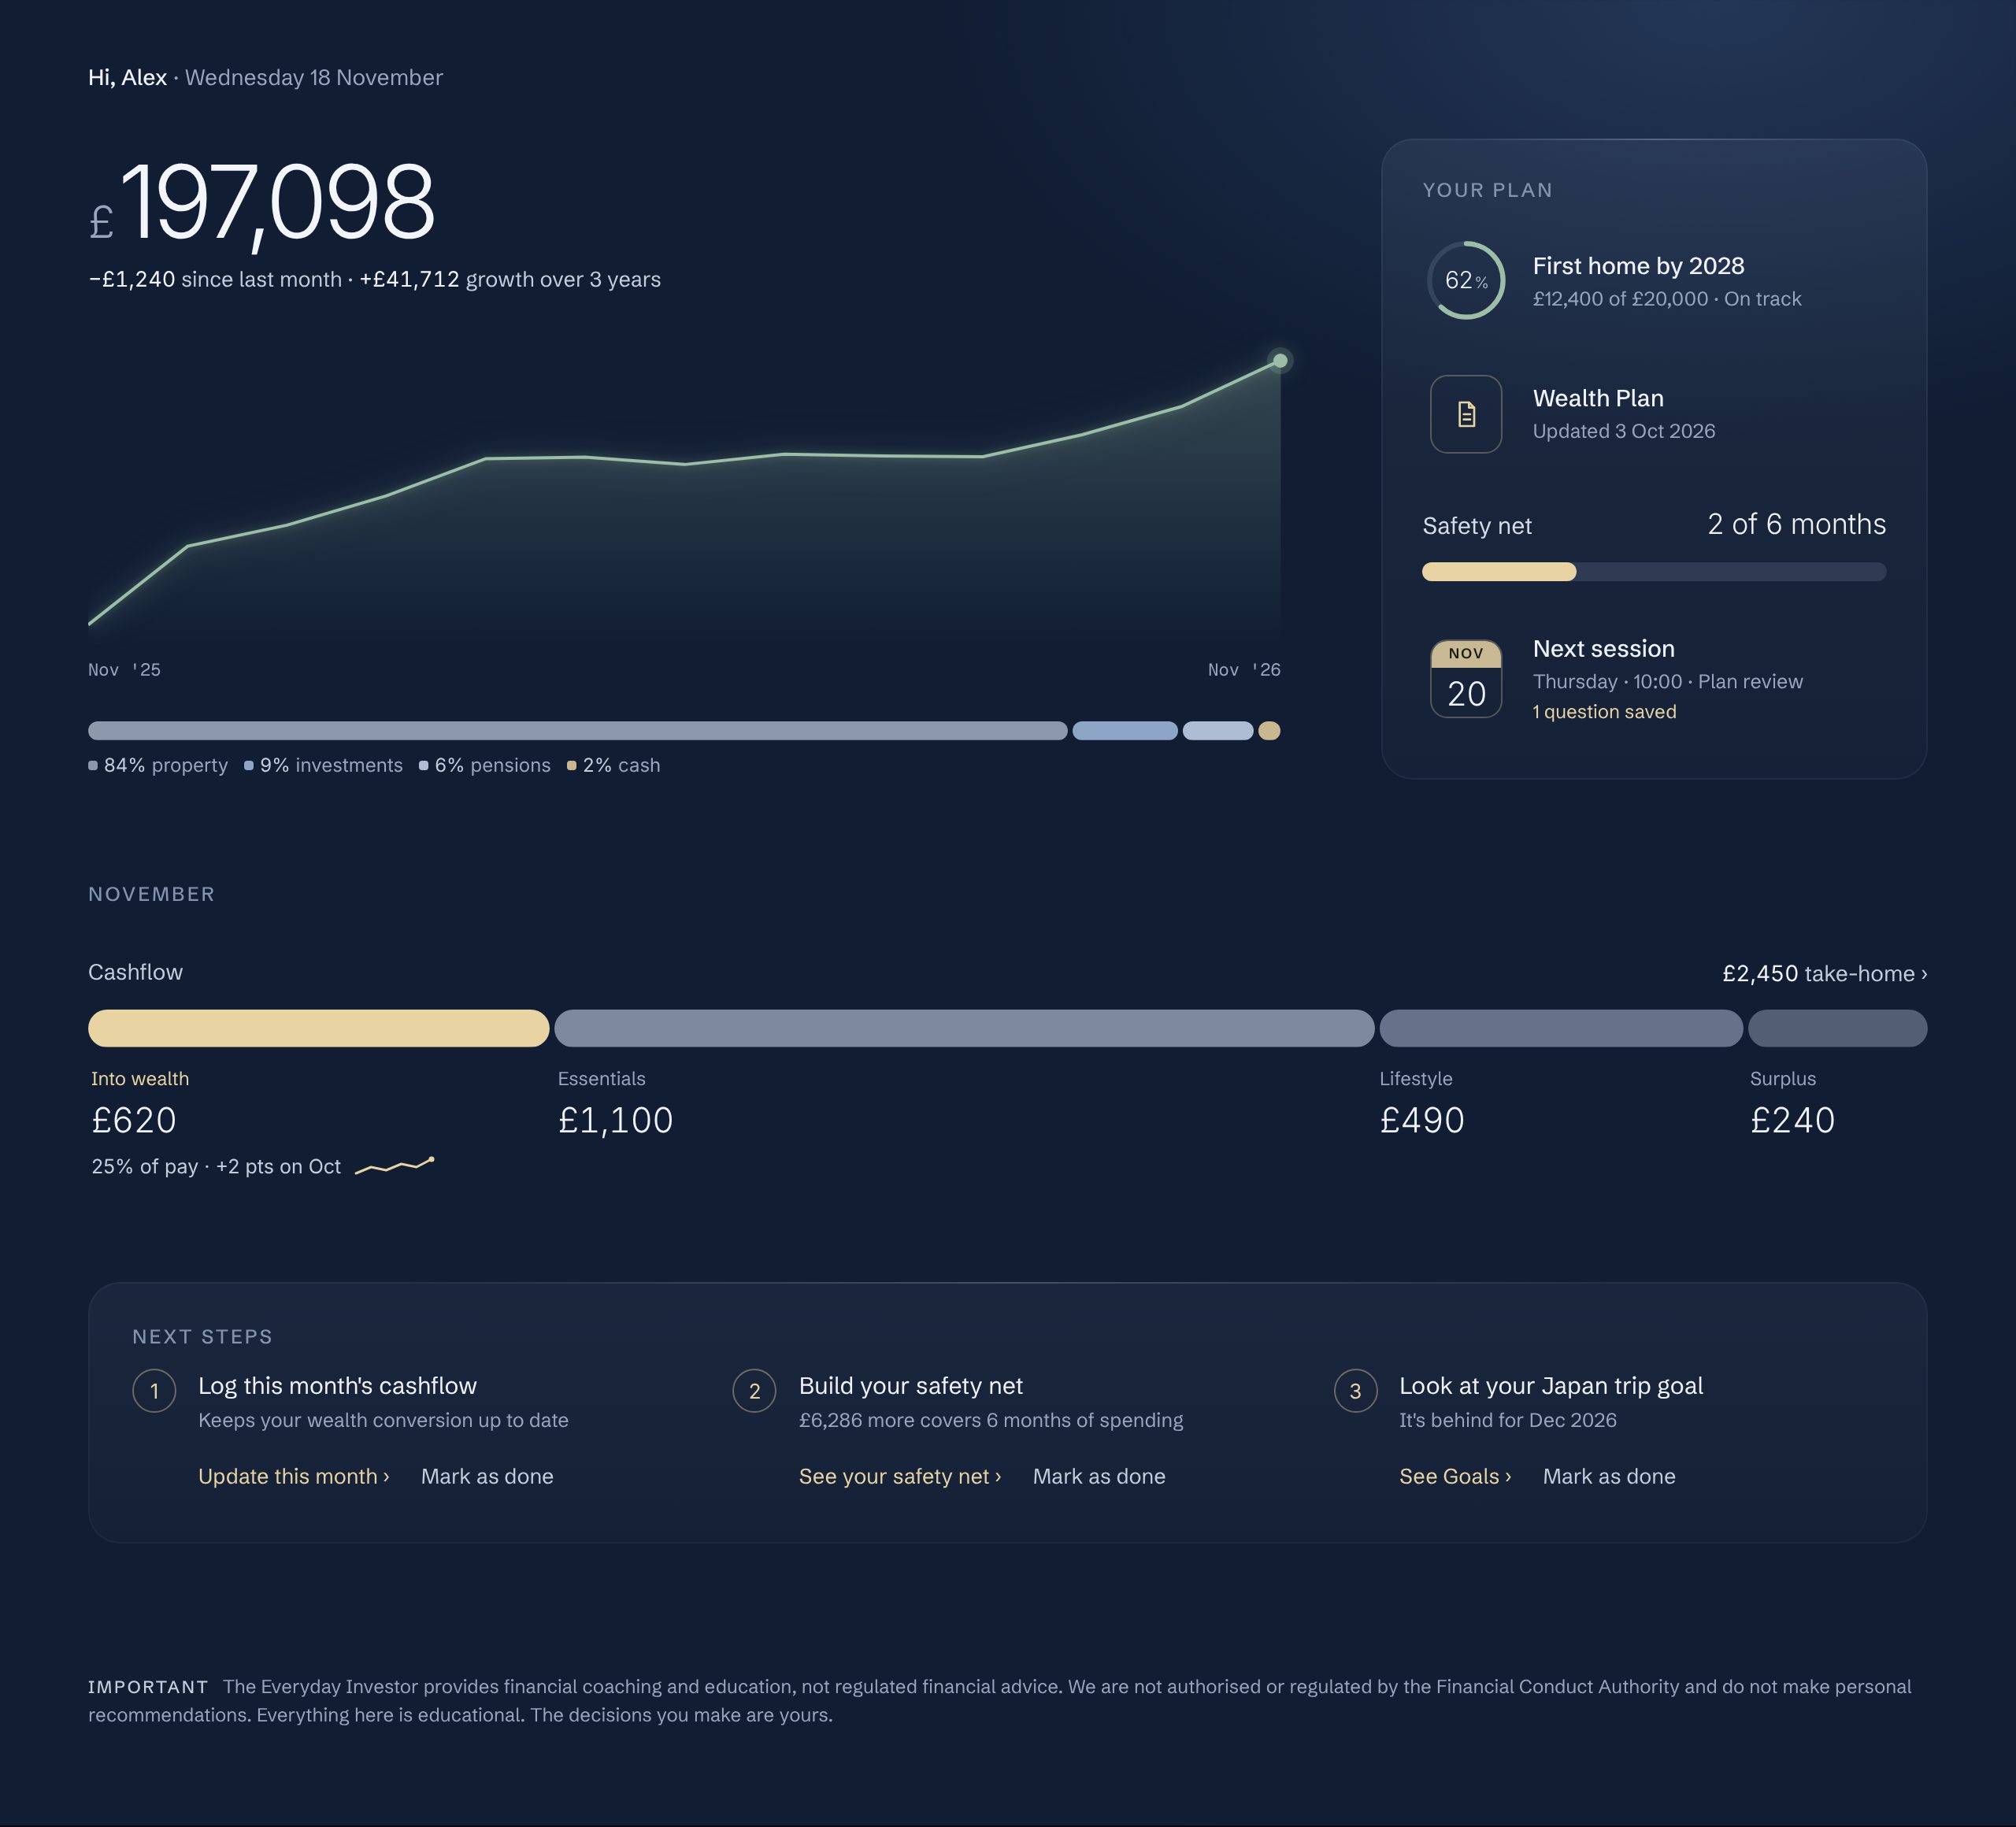 Hi, Alex · Wednesday 18 November
£197,098
−£1,240 since last month · +£41,712 growth over 3 years
Nov '25
Nov '26
84% property
9% investments
6% pensions
2% cash
YOUR PLAN
62%
First home by 2028
£12,400 of £20,000 · On track
Wealth Plan
Updated 3 Oct 2026
Safety net
2 of 6 months
NOV
20
Next session
Thursday · 10:00 · Plan review
1 question saved
NOVEMBER
Cashflow
£2,450 take-home ›
Into wealth
£620
25% of pay · +2 pts on Oct
Essentials
£1,100
Lifestyle
£490
Surplus
£240
NEXT STEPS
1
Log this month's cashflow
Keeps your wealth conversion up to date
Update this month ›
Mark as done
2
Build your safety net
£6,286 more covers 6 months of spending
See your safety net ›
Mark as done
3
Look at your Japan trip goal
It's behind for Dec 2026
See Goals ›
Mark as done
IMPORTANT The Everyday Investor provides financial coaching and education, not regulated financial advice. We are not authorised or regulated by the Financial Conduct Authority and do not make personal
recommendations. Everything here is educational. The decisions you make are yours.